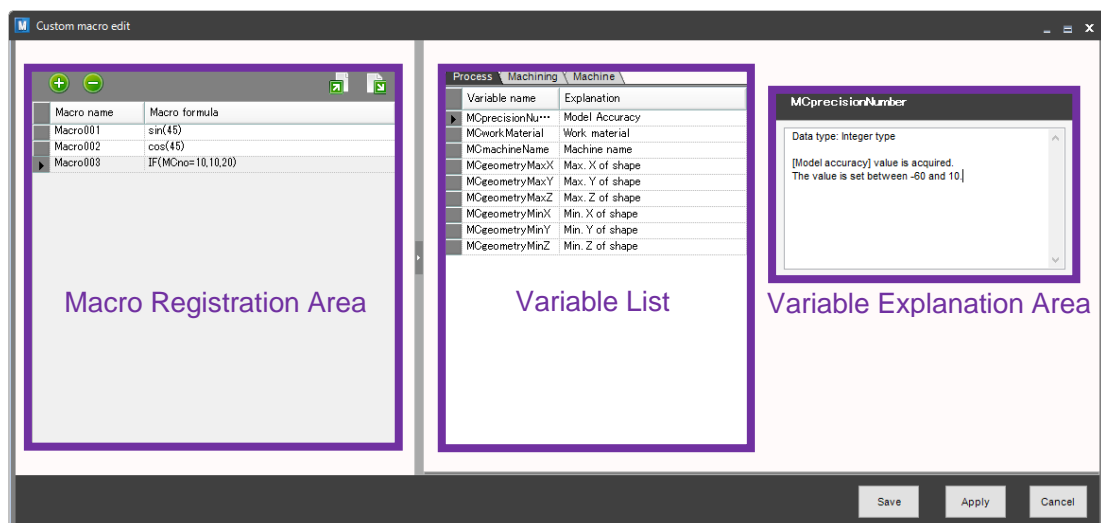 M Custom macro edit
Macro name Macro formula
Macro001 sin(45)
Macro002 cos(45)
Macro003 IF(MCno=10,10,20)
Macro Registration Area
Process Machining Machine
Variable name Explanation
MCprecisionNu… Model Accuracy
MCworkMaterial Work material
MCmachineName Machine name
MCgeometryMaxX Max. X of shape
MCgeometryMaxY Max. Y of shape
MCgeometryMaxZ Max. Z of shape
MCgeometryMinX Min. X of shape
MCgeometryMinY Min. Y of shape
MCgeometryMinZ Min. Z of shape
Variable List
MCprecisionNumber
Data type: Integer type
[Model accuracy] value is acquired.
The value is set between -60 and 10.
Variable Explanation Area
Save Apply Cancel